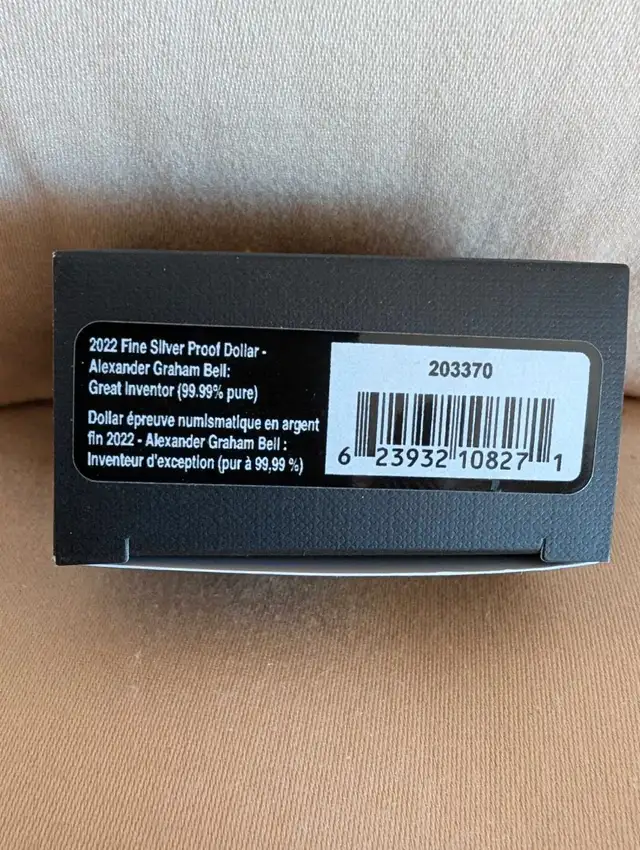 2022 Fine Silver Proof Dollar -
Alexander Graham Bell:
Great Inventor (99.99% pure)
Dollar épreuve numismatique en argent
fin 2022 - Alexander Graham Bell :
Inventeur d'exception (pur à 99,99 %)
203370
6 23932 10827 1